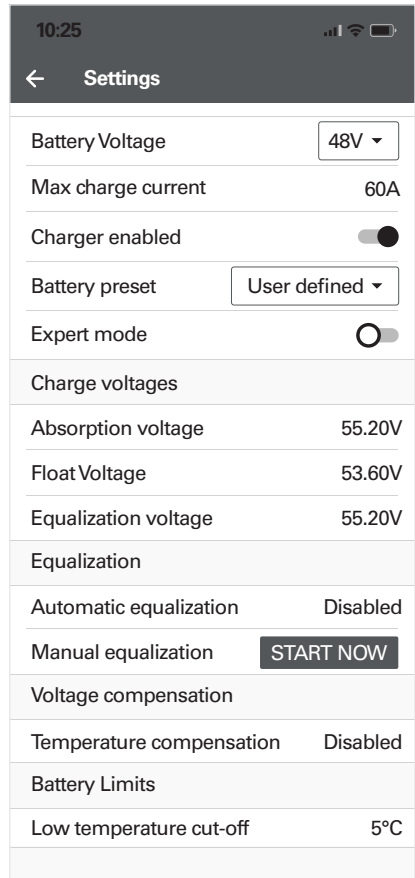 10:25
Settings
Battery Voltage 48V
Max charge current 60A
Charger enabled
Battery preset User defined
Expert mode
Charge voltages
Absorption voltage 55.20V
Float Voltage 53.60V
Equalization voltage 55.20V
Equalization
Automatic equalization Disabled
Manual equalization START NOW
Voltage compensation
Temperature compensation Disabled
Battery Limits
Low temperature cut-off 5°C